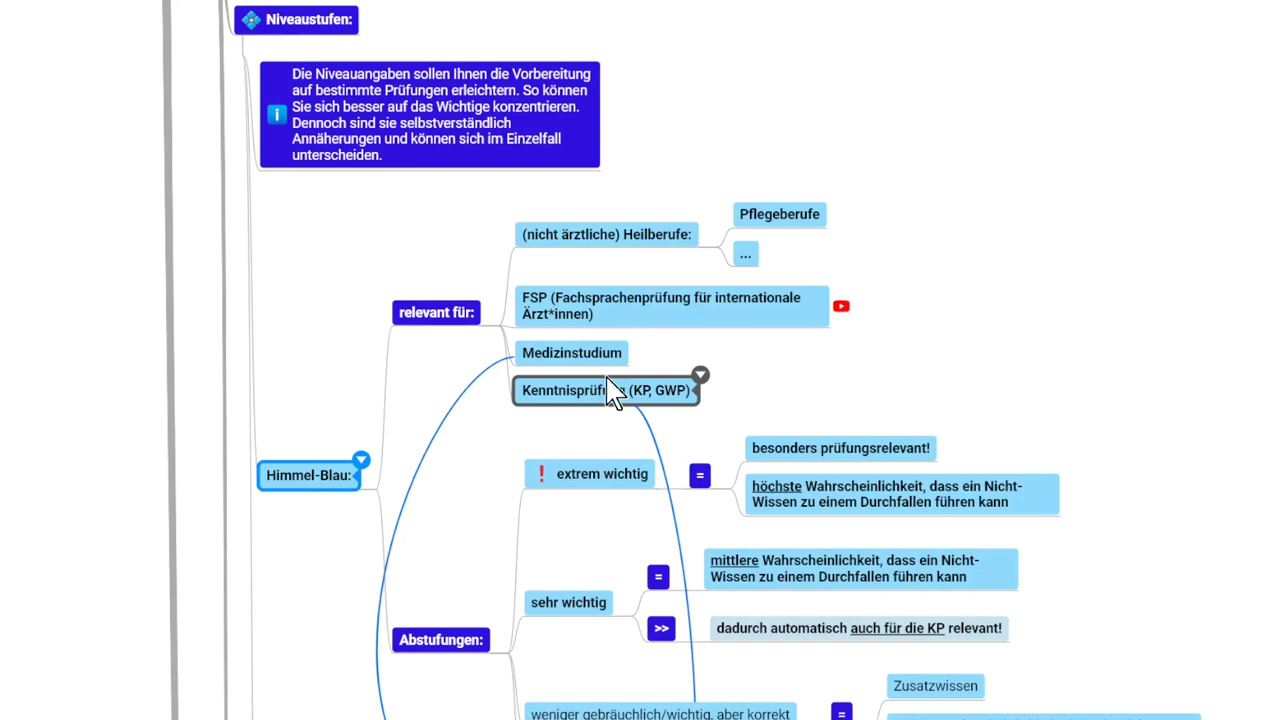 Niveaustufen:
Die Niveauangaben sollen Ihnen die Vorbereitung
auf bestimmte Prüfungen erleichtern. So können
Sie sich besser auf das Wichtige konzentrieren.
Dennoch sind sie selbstverständlich
Annäherungen und können sich im Einzelfall
unterscheiden.
Pflegeberufe
(nicht ärztliche) Heilberufe:
...
FSP (Fachsprachenprüfung für internationale
Ärzt*innen)
relevant für:
Medizinstudium
(KP, GWP)
besonders prüfungsrelevant!
! extrem wichtig
=
Himmel-Blau:
höchste Wahrscheinlichkeit, dass ein Nicht-
Wissen zu einem Durchfallen führen kann
mittlere Wahrscheinlichkeit, dass ein Nicht-
Wissen zu einem Durchfallen führen kann
=
sehr wichtig
>>
dadurch automatisch auch für die KP relevant!
Abstufungen:
Zusatzwissen
weniger gebräuchlich/wichtig, aber korrekt
=